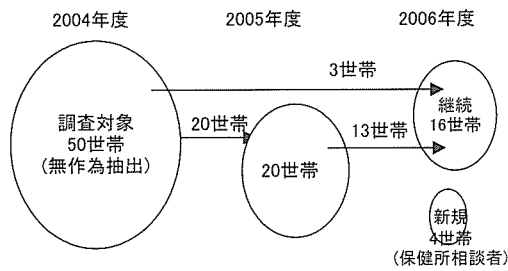 2004年度
2005年度
2006年度
3世帯
調査対象
50世帯
(無作為抽出)
20世帯
20世帯
13世帯
継続
16世帯
新規
4世帯
(保健所相談者)